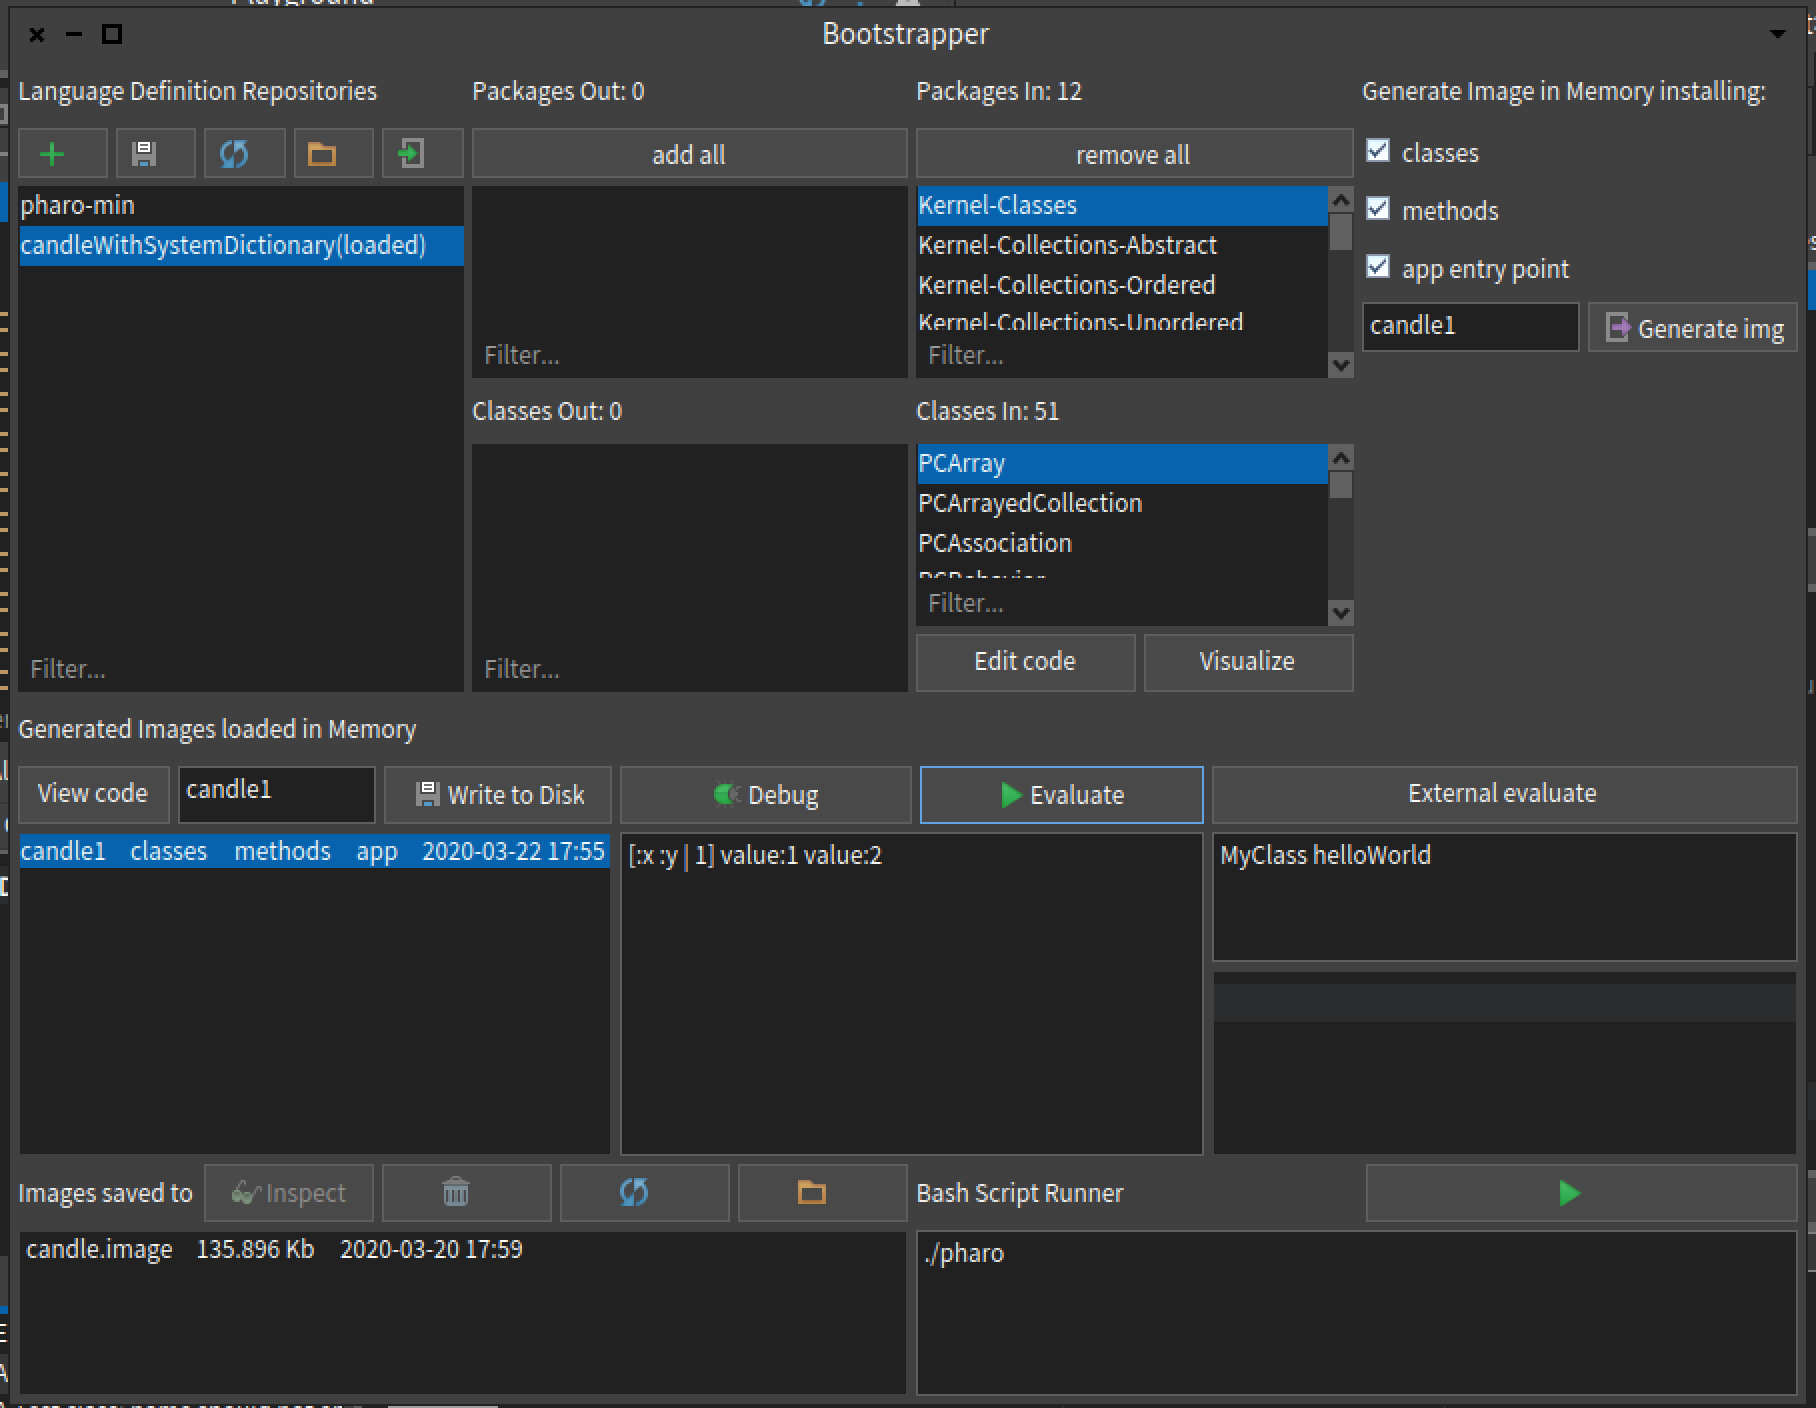 Bootstrapper
Language Definition Repositories
Packages Out: 0
Packages In: 12
Generate Image in Memory installing:
add all
remove all
classes
pharo-min
candleWithSystemDictionary(loaded)
Filter...
Filter...
Kernel-Classes
Kernel-Collections-Abstract
Kernel-Collections-Ordered
Kernel-Collections-Unordered
Filter...
methods
app entry point
candle1
Generate img
Classes Out: 0
Classes In: 51
Filter...
PCArray
PCArrayedCollection
PCAssociation
PCBehavior
Filter...
Edit code
Visualize
Generated Images loaded in Memory
View code
candle1
Write to Disk
Debug
Evaluate
External evaluate
candle1 classes methods app 2020-03-22 17:55
[:x :y | 1] value:1 value:2
MyClass helloWorld
Images saved to
Inspect
Bash Script Runner
candle.image 135.896 Kb 2020-03-20 17:59
./pharo